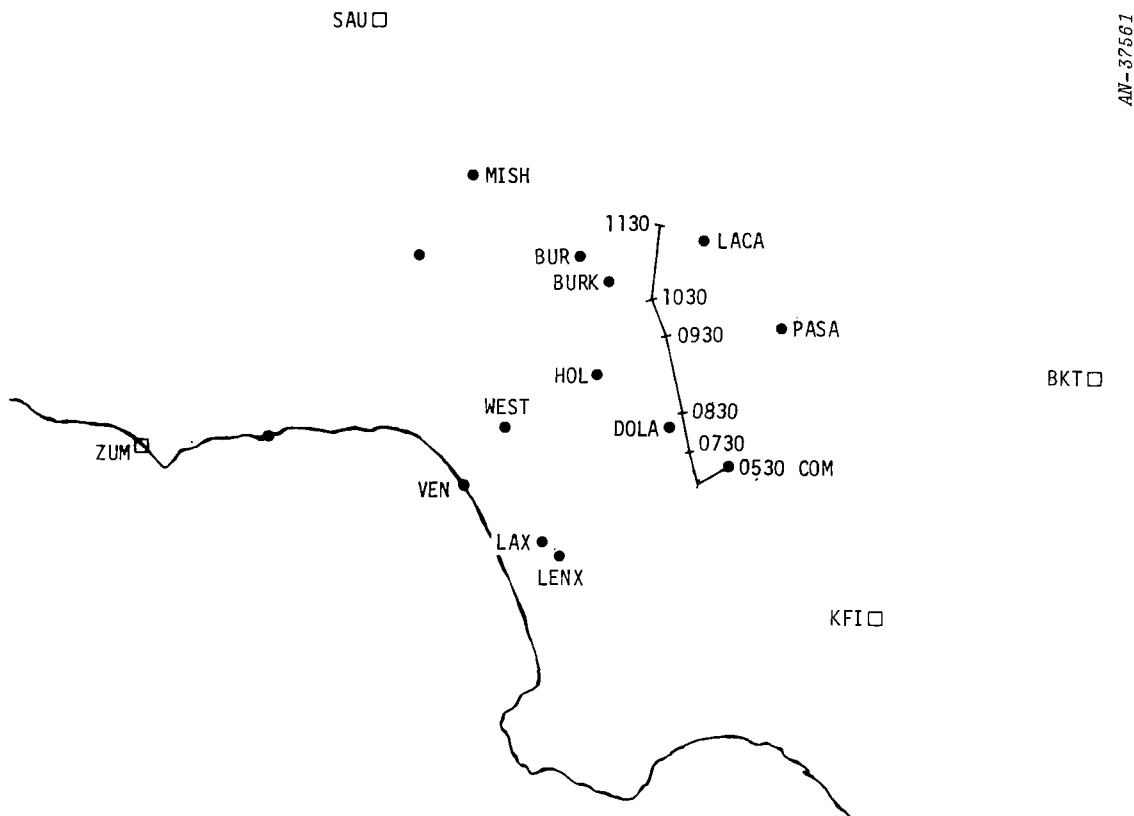 SAU
AN-37561
MISH
1130
LACA
BUR
BURK
1030
0930
PASA
HOL
BKT
WEST
0830
DOLA
0730
ZUM
0530 COM
VEN
LAX
LENX
KFI